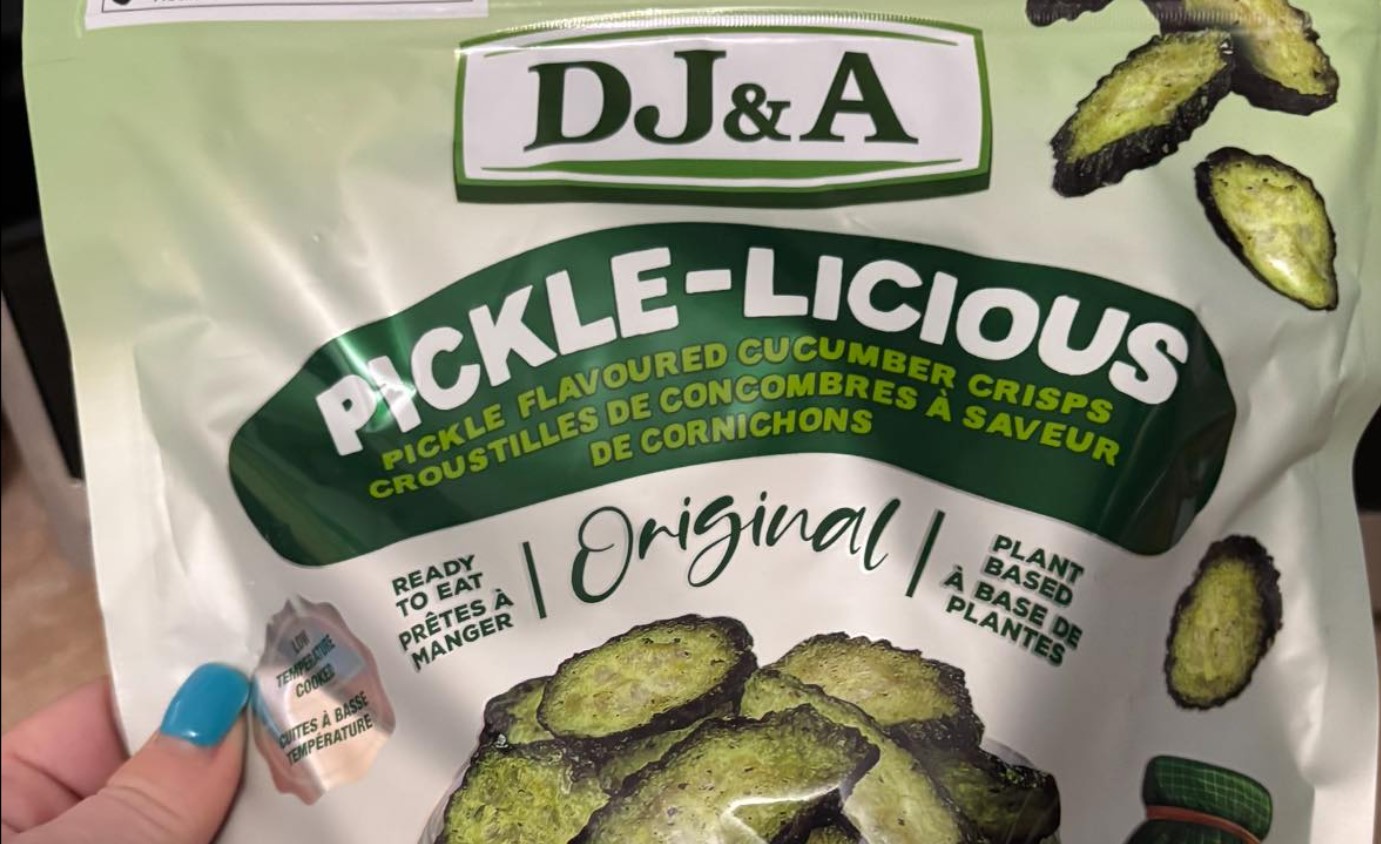 DJ&A
PICKLE-LICIOUS
PICKLE FLAVOURED CUCUMBER CRISPS
CROUSTILLES DE CONCOMBRES À SAVEUR
DE CORNICHONS
READY
TO EAT
PRÊTES À
MANGER
Original
PLANT
BASED
À BASE DE
PLANTES
LOW
TEMPERATURE
COOKED
CUITES À BASSE
TEMPÉRATURE